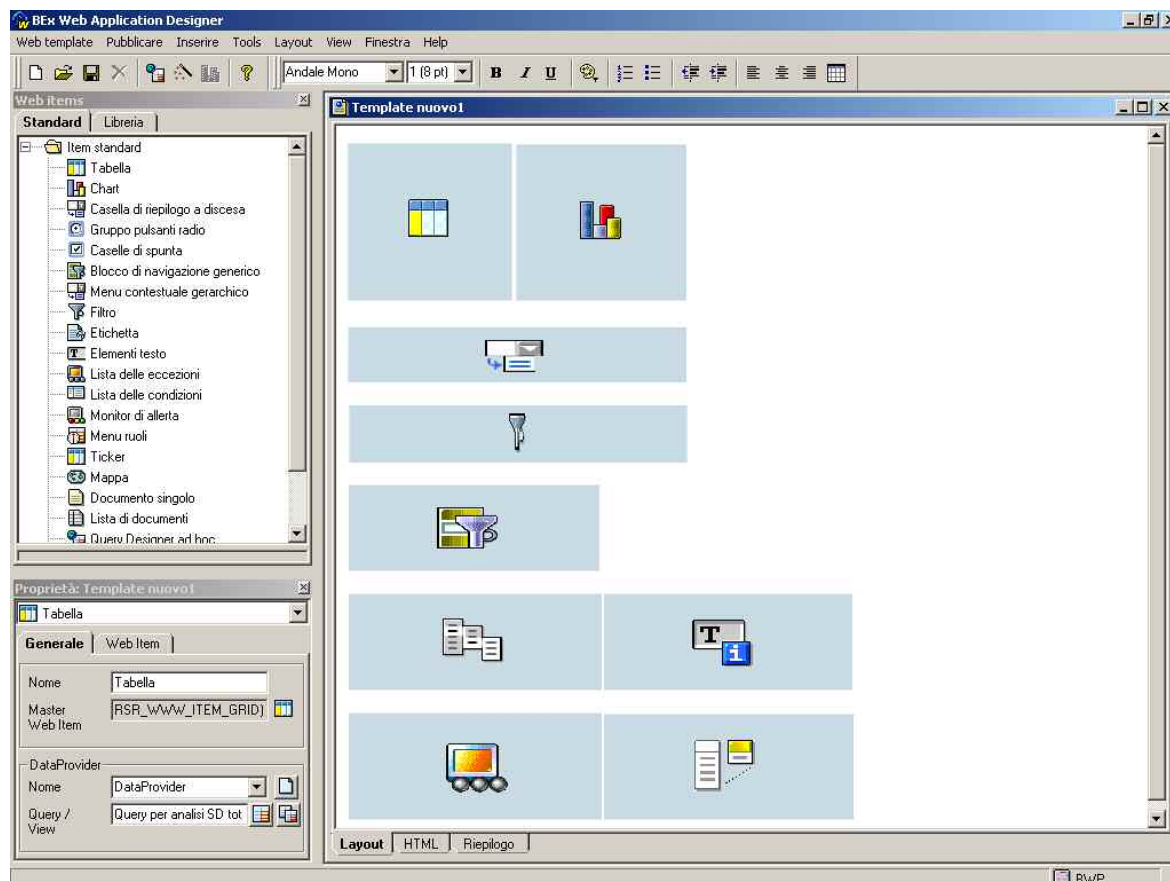 BEx Web Application Designer
Web template Pubblicare Inserire Tools Layout View Finestra Help
Andale Mono 1 (8 pt) B I U
Web items
Standard Libreria
Item standard
Tabella
Chart
Casella di riepilogo a discesa
Gruppo pulsanti radio
Caselle di spunta
Blocco di navigazione generico
Menu contestuale gerarchico
Filtro
Etichetta
Elementi testo
Lista delle eccezioni
Lista delle condizioni
Monitor di allerta
Menu ruoli
Ticker
Mappa
Documento singolo
Lista di documenti
Query Designer ad hoc
Proprietà: Template nuovo1
Tabella
Generale Web Item
Nome Tabella
Master Web Item RSR_WWW_ITEM_GRID)
DataProvider
Nome DataProvider
Query / View Query per analisi SD tot
Template nuovo1
T
i
Layout HTML Riepilogo
BWP